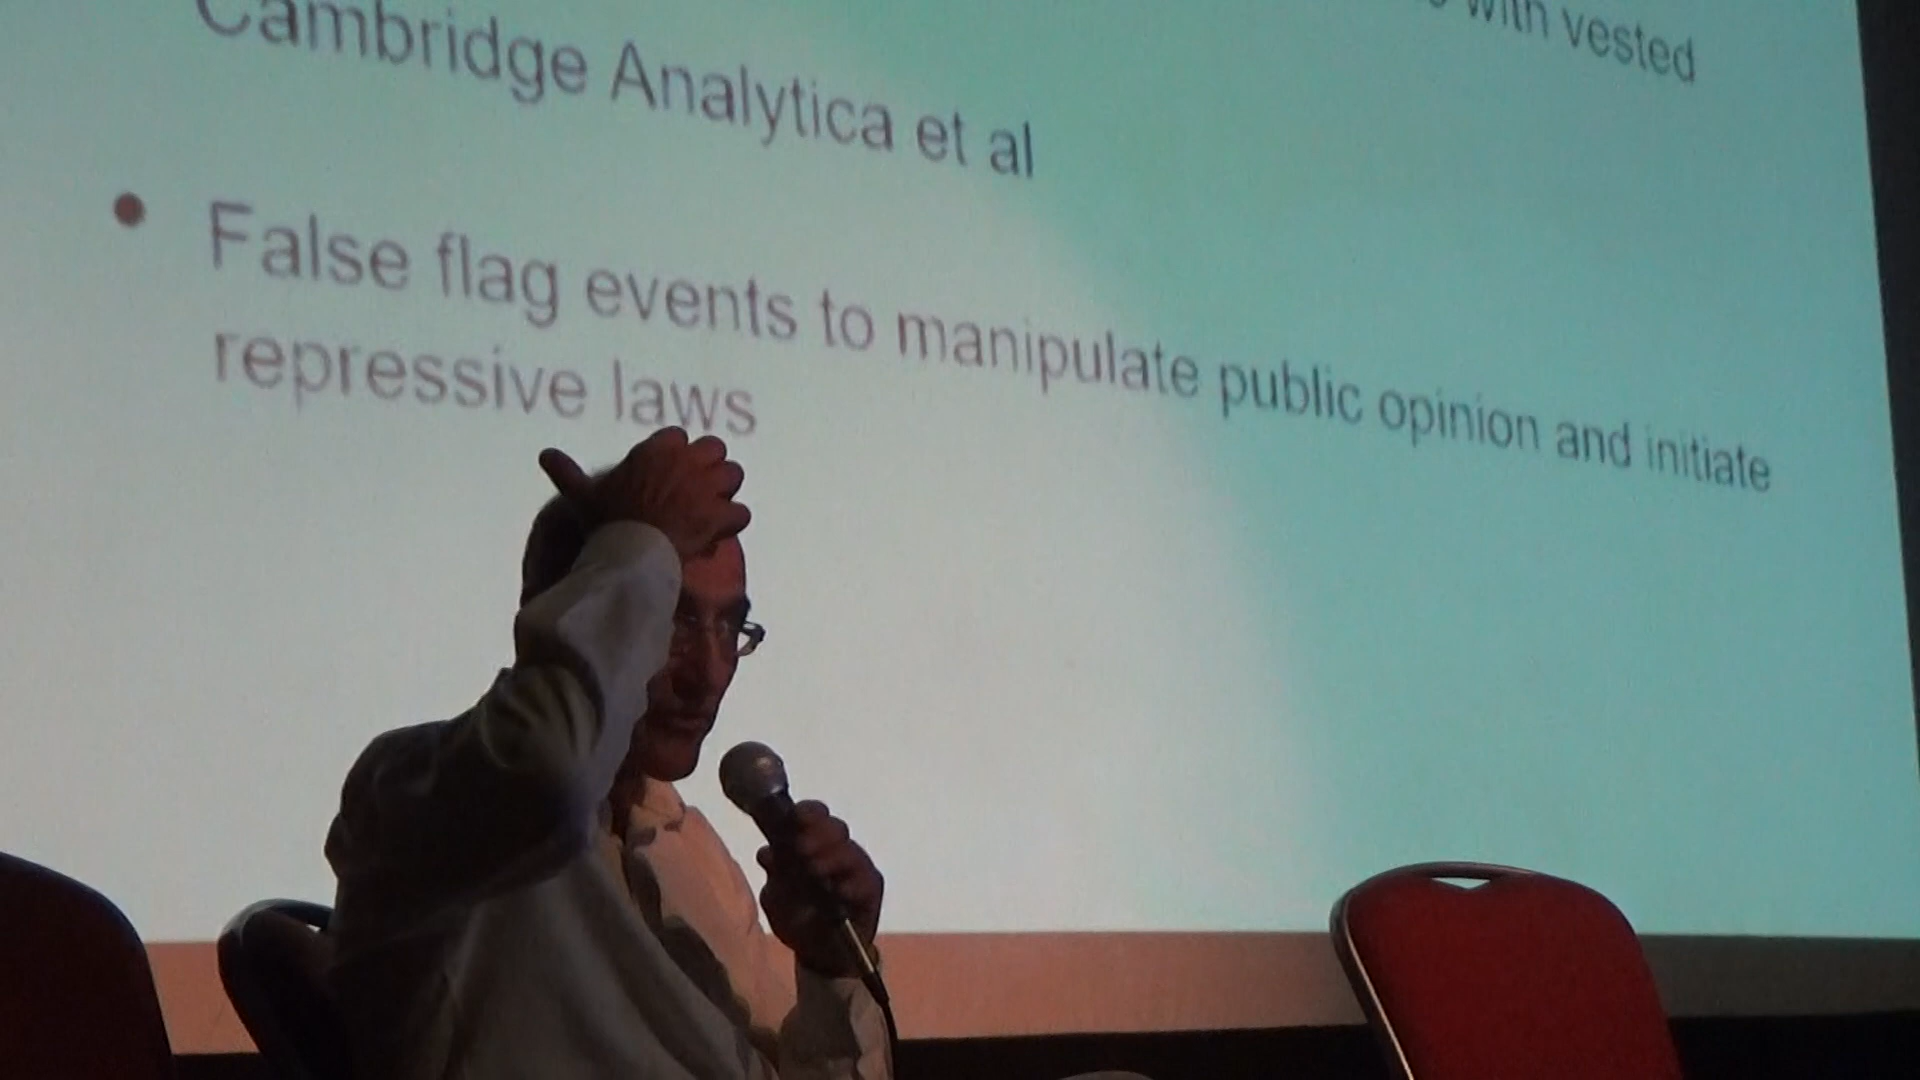 with vested
Cambridge Analytica et al
• False flag events to manipulate public opinion and initiate
repressive laws